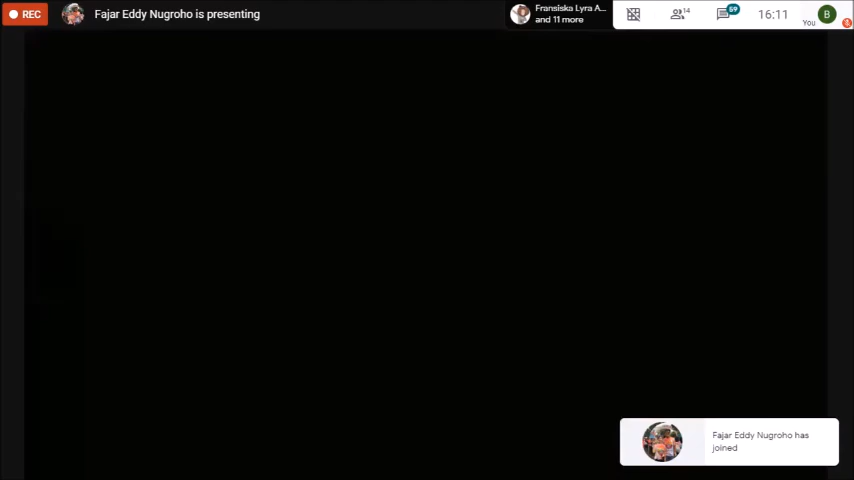 REC
Fajar Eddy Nugroho is presenting
Fransiska Lyra A...
and 11 more
14
59
16:11
You
B
Fajar Eddy Nugroho has
joined